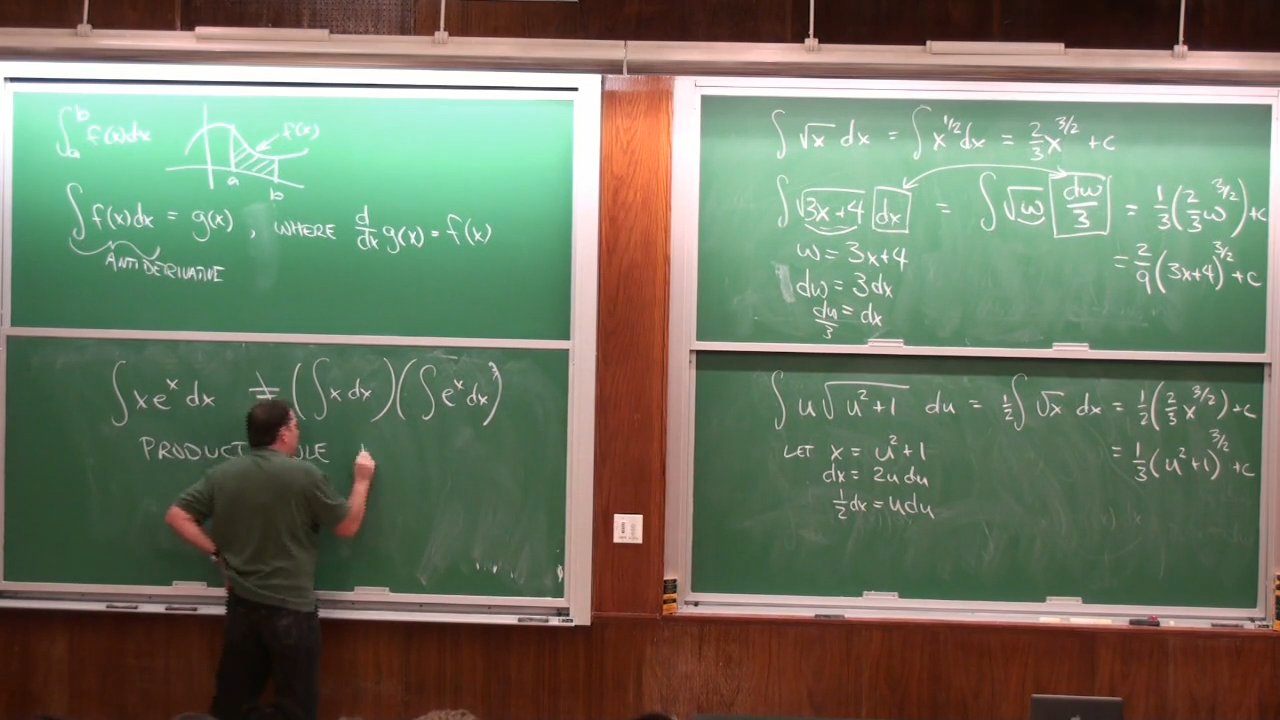 ∫ₐᵇ f(x)dx
f(x)
a
b
∫ f(x)dx = g(x), WHERE d/dx g(x) = f(x)
ANTIDERIVATIVE
∫ xeˣ dx ≠ (∫ x dx)(∫ eˣ dx)
PRODUCT
∫ √x dx = ∫ x^1/2 dx = 2/3 x^3/2 + c
∫ √(3x+4) dx = ∫ √w dw/3 = 1/3 (2/3 w^3/2) + c
w = 3x+4
= 2/9 (3x+4)^3/2 + c
dw = 3dx
dw/3 = dx
∫ u√(u²+1) du = 1/2 ∫ √x dx = 1/2 (2/3 x^3/2) + c
LET x = u²+1
= 1/3 (u²+1)^3/2 + c
dx = 2u du
1/2 dx = u du